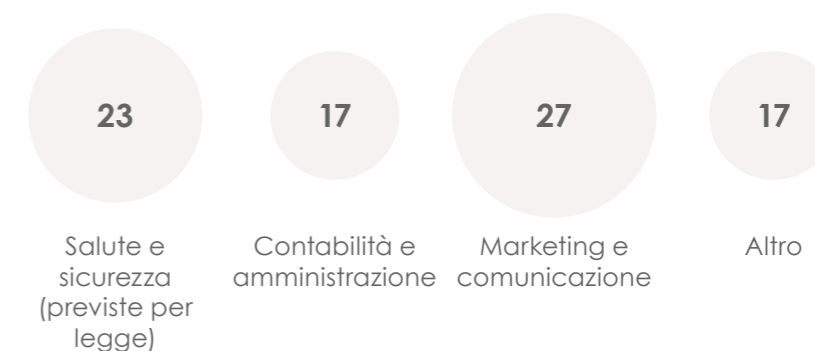 23
17
27
17
Salute e
sicurezza
(previste per
legge)
Contabilità e
amministrazione
Marketing e
comunicazione
Altro